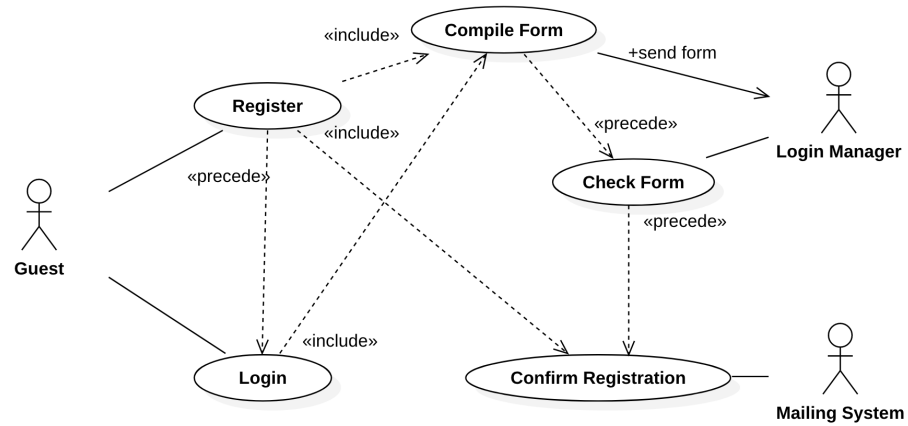 Compile Form
«include»
+send form
Register
«include»
«precede»
Login Manager
«precede»
Check Form
«precede»
Guest
«include»
Login
Confirm Registration
Mailing System